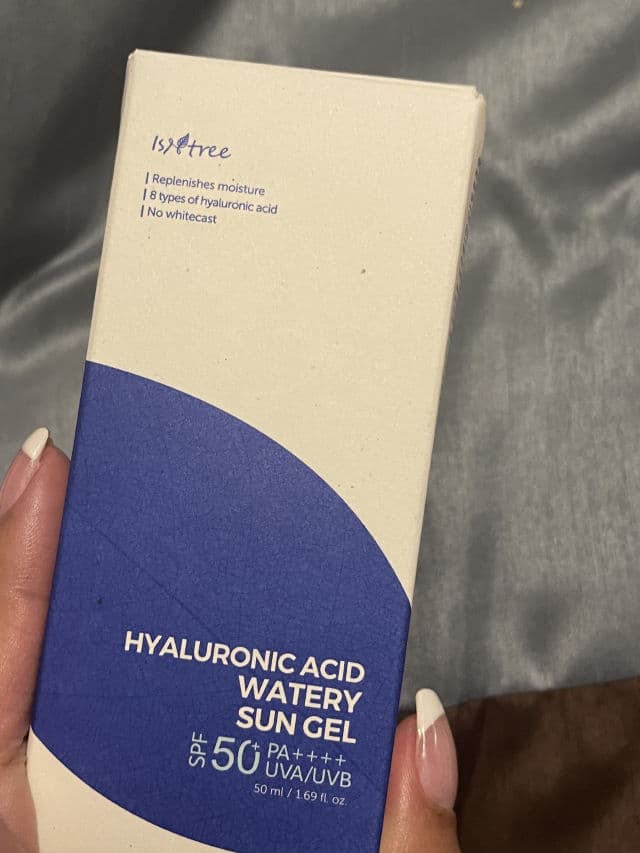 Isntree
Replenishes moisture
8 types of hyaluronic acid
No whitecast
HYALURONIC ACID
WATERY
SUN GEL
SPF 50+ PA++++
UVA/UVB
50 ml / 1.69 fl. oz.